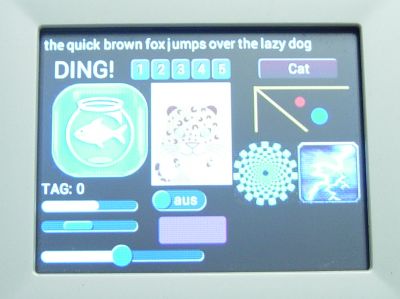 the quick brown fox jumps over the lazy dog
DING! 1 2 3 4 5 Cat
TAG: 0
aus